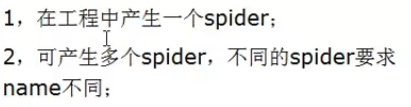 1，在工程中产生一个spider；
2，可产生多个spider，不同的spider要求
name不同；